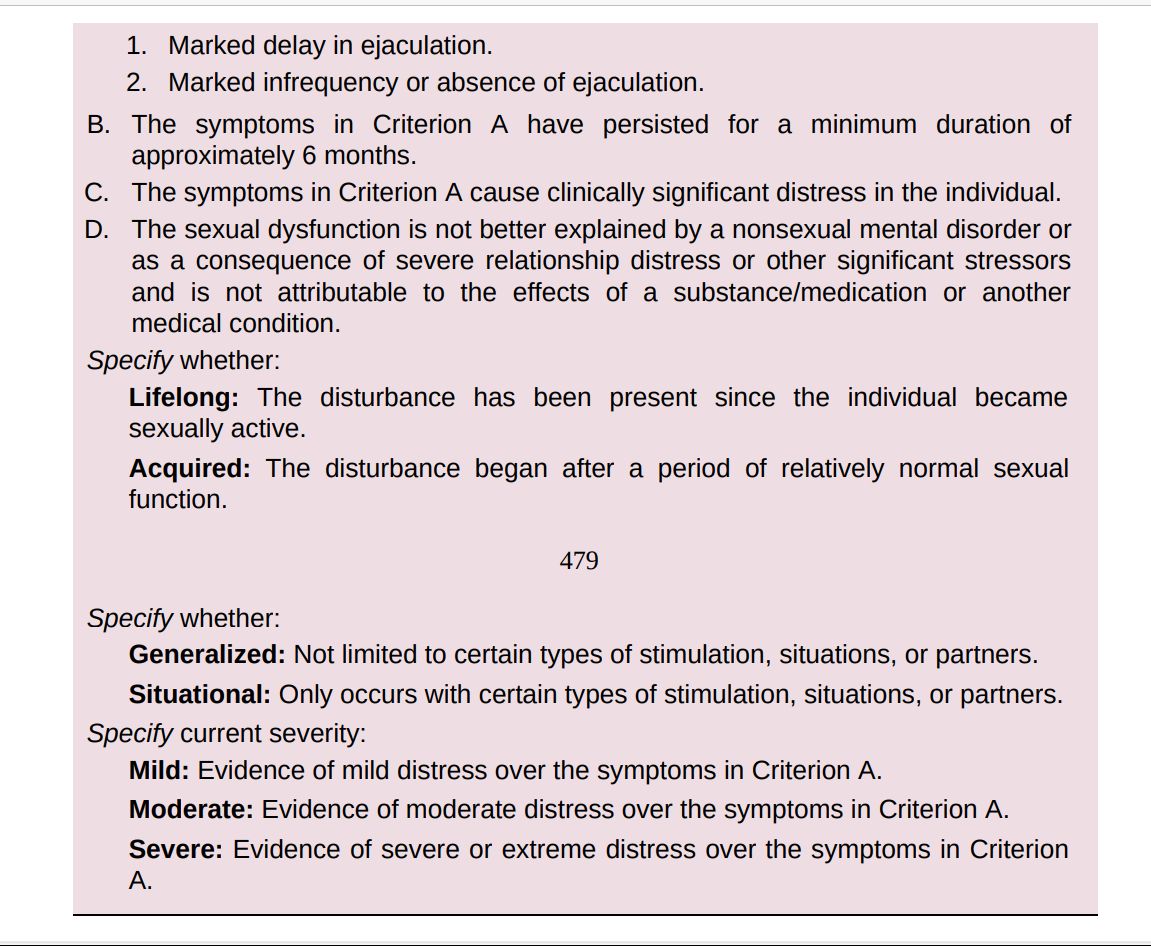 1. Marked delay in ejaculation.
2. Marked infrequency or absence of ejaculation.
B. The symptoms in Criterion A have persisted for a minimum duration of
approximately 6 months.
C. The symptoms in Criterion A cause clinically significant distress in the individual.
D. The sexual dysfunction is not better explained by a nonsexual mental disorder or
as a consequence of severe relationship distress or other significant stressors
and is not attributable to the effects of a substance/medication or another
medical condition.
Specify whether:
Lifelong: The disturbance has been present since the individual became
sexually active.
Acquired: The disturbance began after a period of relatively normal sexual
function.
479
Specify whether:
Generalized: Not limited to certain types of stimulation, situations, or partners.
Situational: Only occurs with certain types of stimulation, situations, or partners.
Specify current severity:
Mild: Evidence of mild distress over the symptoms in Criterion A.
Moderate: Evidence of moderate distress over the symptoms in Criterion A.
Severe: Evidence of severe or extreme distress over the symptoms in Criterion
A.